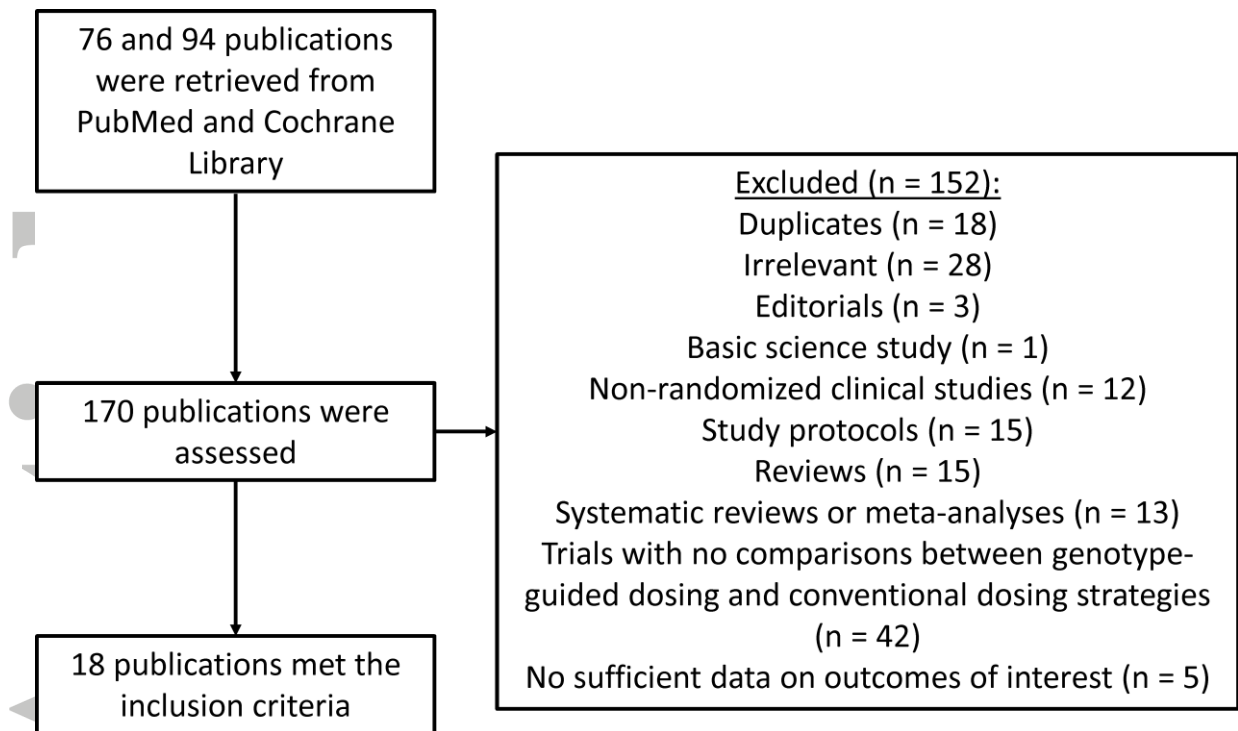 76 and 94 publications
were retrieved from
PubMed and Cochrane
Library
170 publications were
assessed
18 publications met the
inclusion criteria
Excluded (n = 152):
Duplicates (n = 18)
Irrelevant (n = 28)
Editorials (n = 3)
Basic science study (n = 1)
Non-randomized clinical studies (n = 12)
Study protocols (n = 15)
Reviews (n = 15)
Systematic reviews or meta-analyses (n = 13)
Trials with no comparisons between genotype-
guided dosing and conventional dosing strategies
(n = 42)
No sufficient data on outcomes of interest (n = 5)